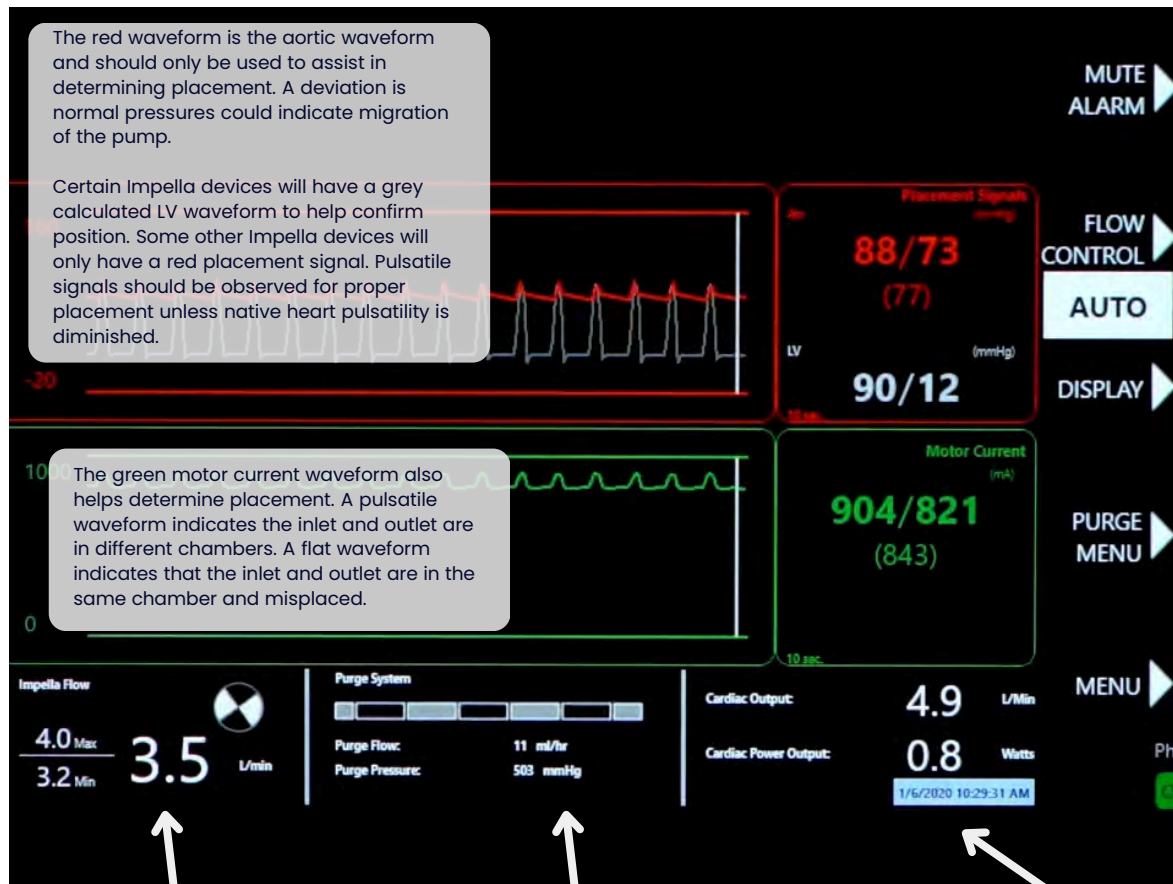 The red waveform is the aortic waveform
and should only be used to assist in
determining placement. A deviation is
normal pressures could indicate migration
of the pump.
Certain Impella devices will have a grey
calculated LV waveform to help confirm
position. Some other Impella devices will
only have a red placement signal. Pulsatile
signals should be observed for proper
placement unless native heart pulsatility is
diminished.
-20
Placement Signals
(mmHg)
88/73
(77)
LV
(mmHg)
90/12
10 sec.
MUTE
ALARM
FLOW
CONTROL
AUTO
DISPLAY
PURGE
MENU
MENU
1000
The green motor current waveform also
helps determine placement. A pulsatile
waveform indicates the inlet and outlet are
in different chambers. A flat waveform
indicates that the inlet and outlet are in the
same chamber and misplaced.
0
Motor Current
(mA)
904/821
(843)
10 sec.
Impella Flow
4.0 Max
3.2 Min
3.5 L/min
Purge System
Purge Flow: 11 ml/hr
Purge Pressure: 503 mmHg
Cardiac Output: 4.9 L/Min
Cardiac Power Output: 0.8 Watts
1/6/2020 10:29:31 AM
Ph